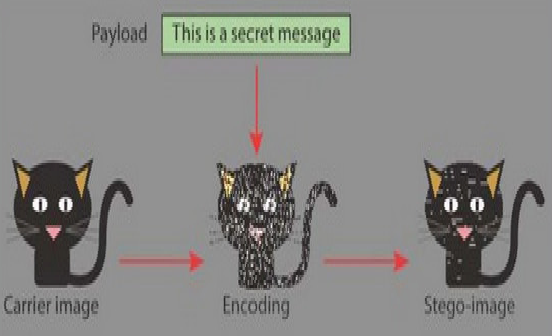 Payload
This is a secret message
Carrier image
Encoding
Stego-image